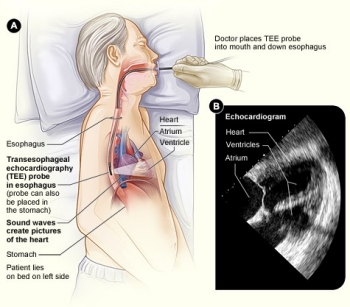 A
Doctor places TEE probe
into mouth and down esophagus
Esophagus
Transesophageal
echocardiography
(TEE) probe
in esophagus
(probe can also
be placed in
the stomach)
Sound waves
create pictures
of the heart
Stomach
Patient lies
on bed on left side
Heart
Atrium
Ventricle
B
Echocardiogram
Heart
Ventricles
Atrium